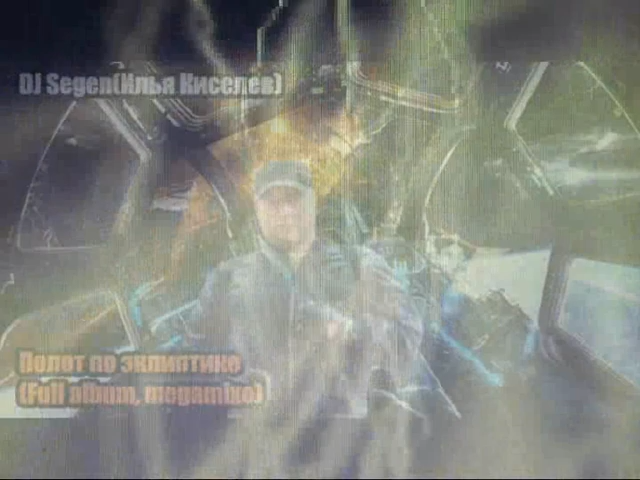 DJ Segen(Илья Киселев)
Полет по эклиптике
(Full album, megamix)